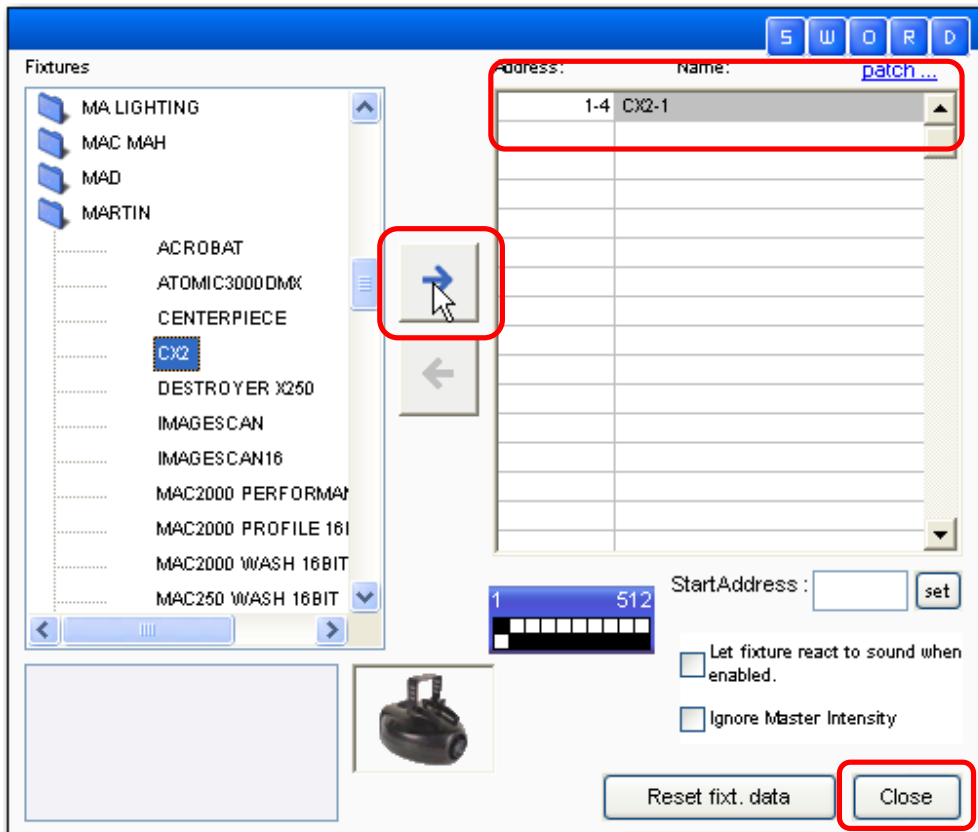 S W O R D
Fixtures
Address: Name: patch ...
MA LIGHTING
MAC MAH
MAD
MARTIN
ACROBAT
ATOMIC3000DMX
CENTERPIECE
CX2
DESTROYER X250
IMAGESCAN
IMAGESCAN16
MAC2000 PERFORMAN
MAC2000 PROFILE 16I
MAC2000 WASH 16BIT
MAC250 WASH 16BIT
1-4 CX2-1
1 512
StartAddress : set
Let fixture react to sound when
enabled.
Ignore Master Intensity
Reset fixt. data Close